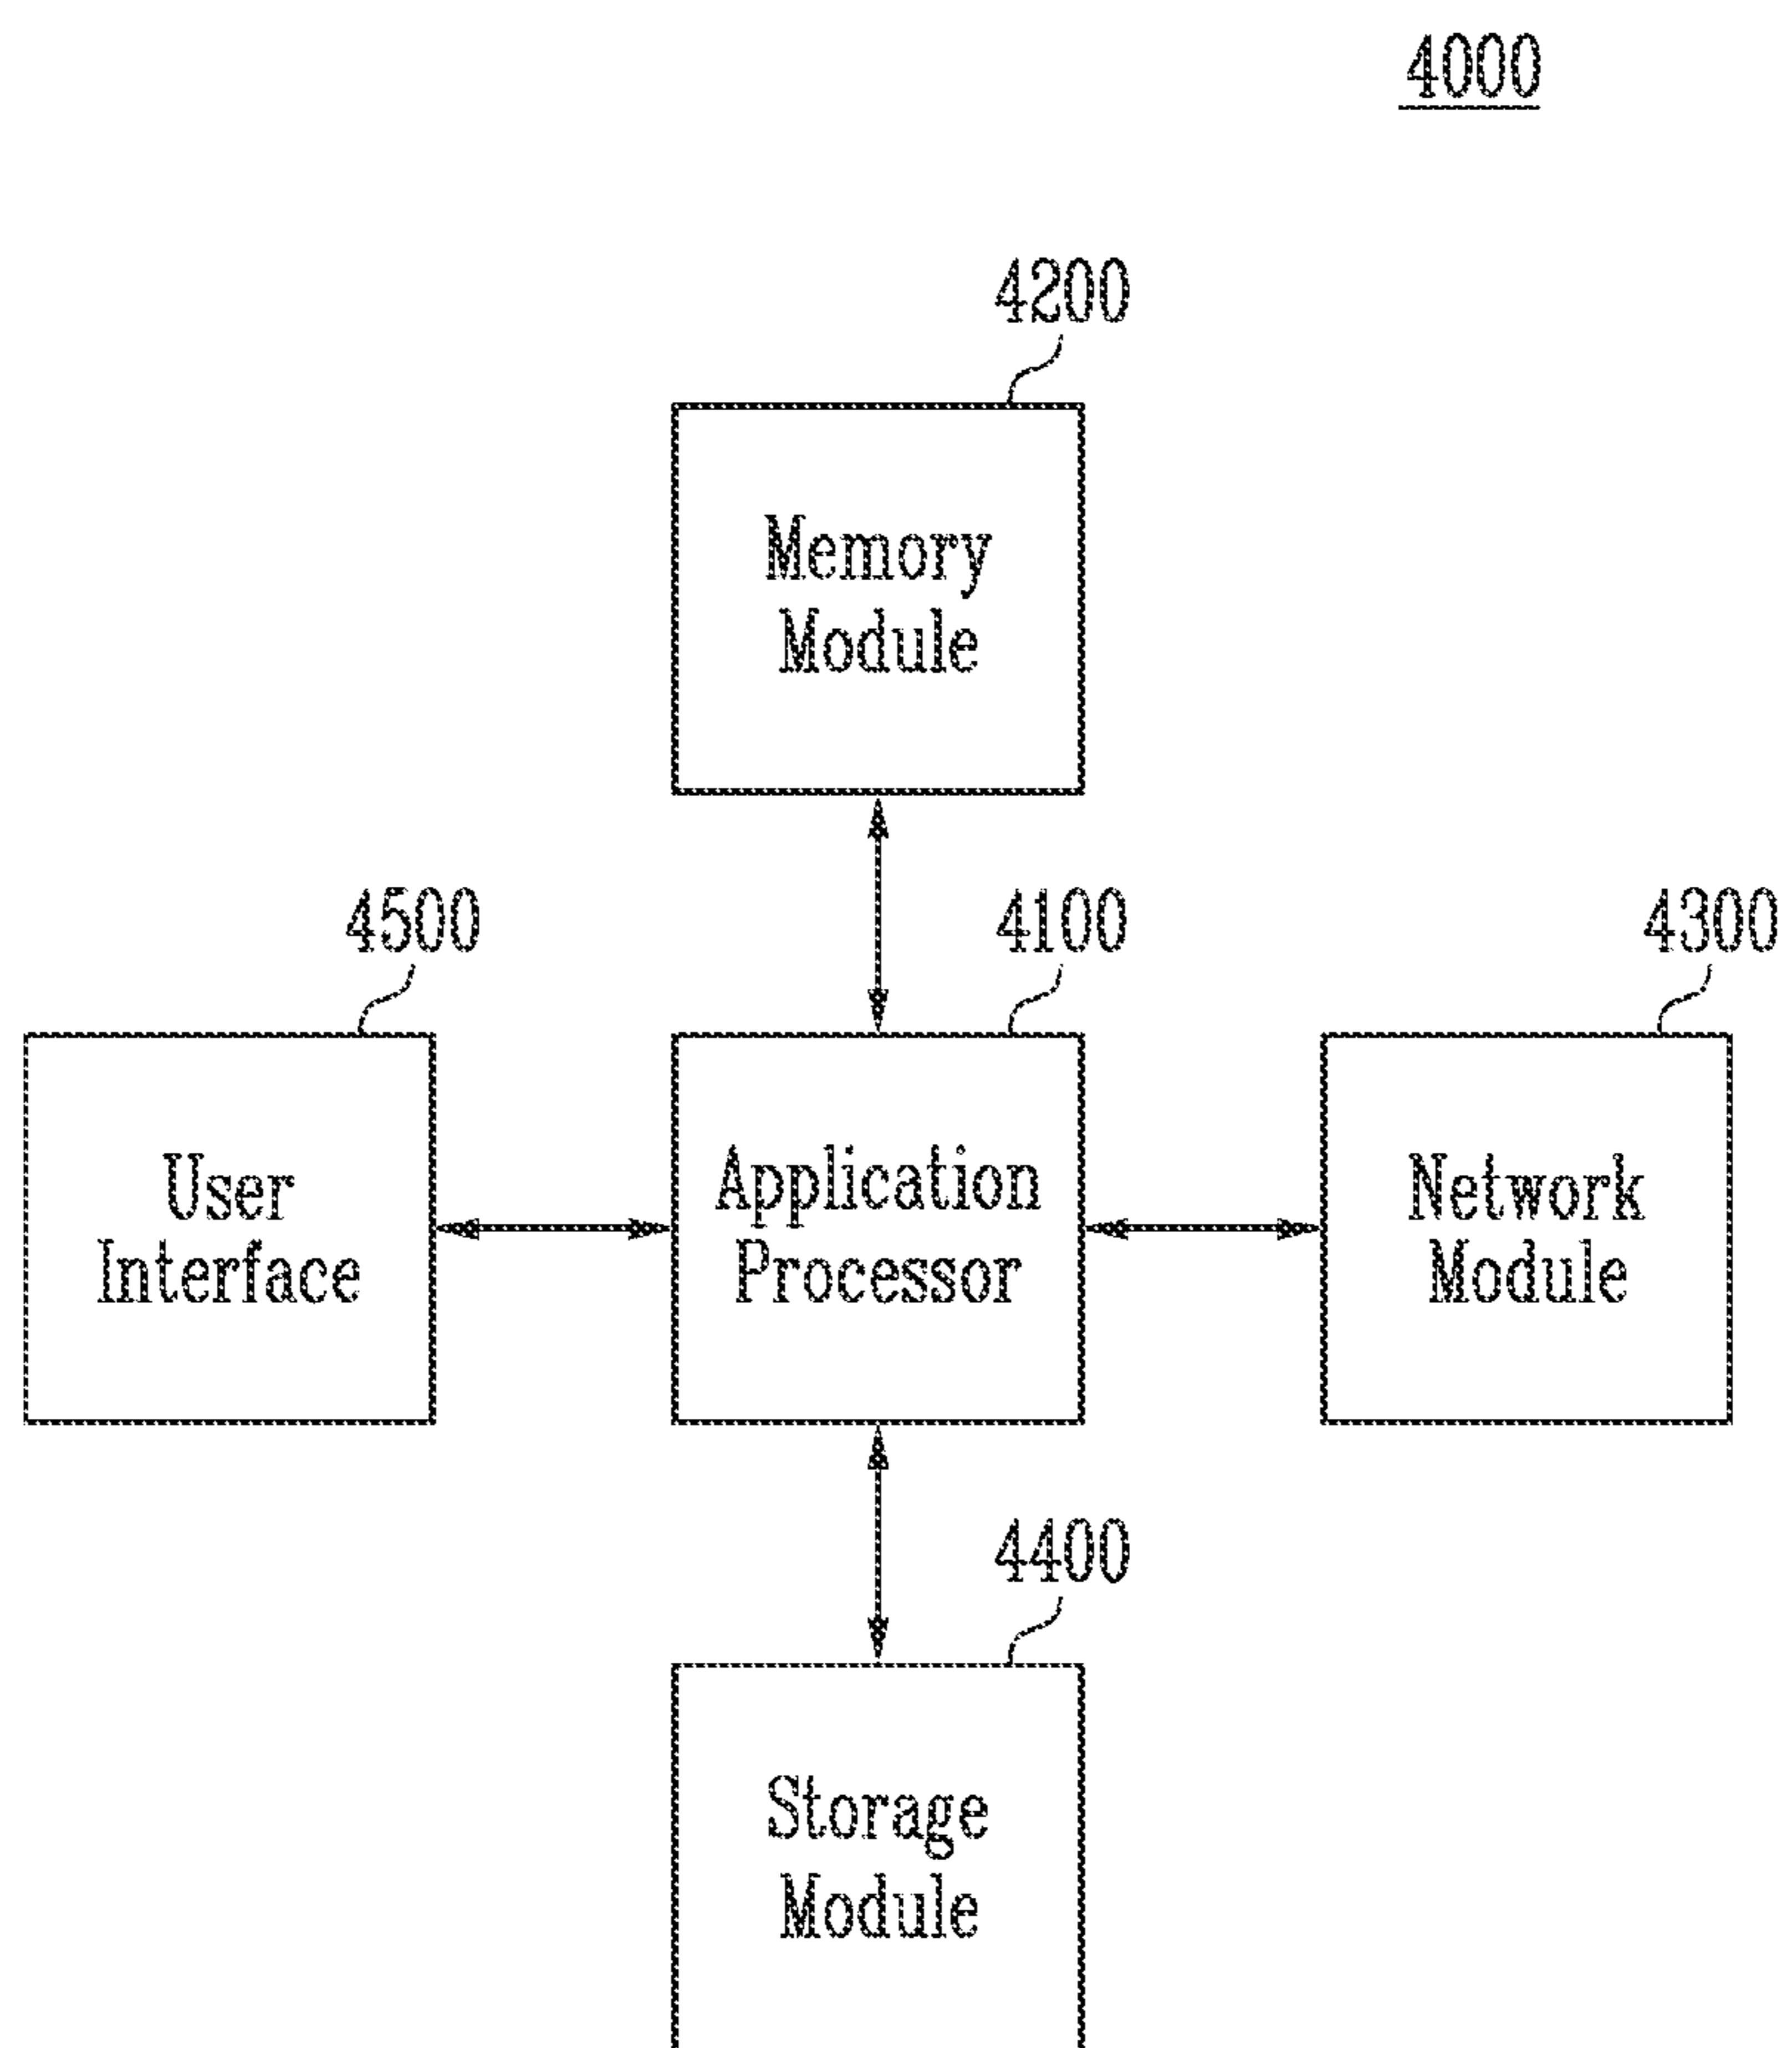 4000
4200
Memory
Module
4500
4100
4300
User
Interface
Application
Processor
Network
Module
4400
Storage
Module